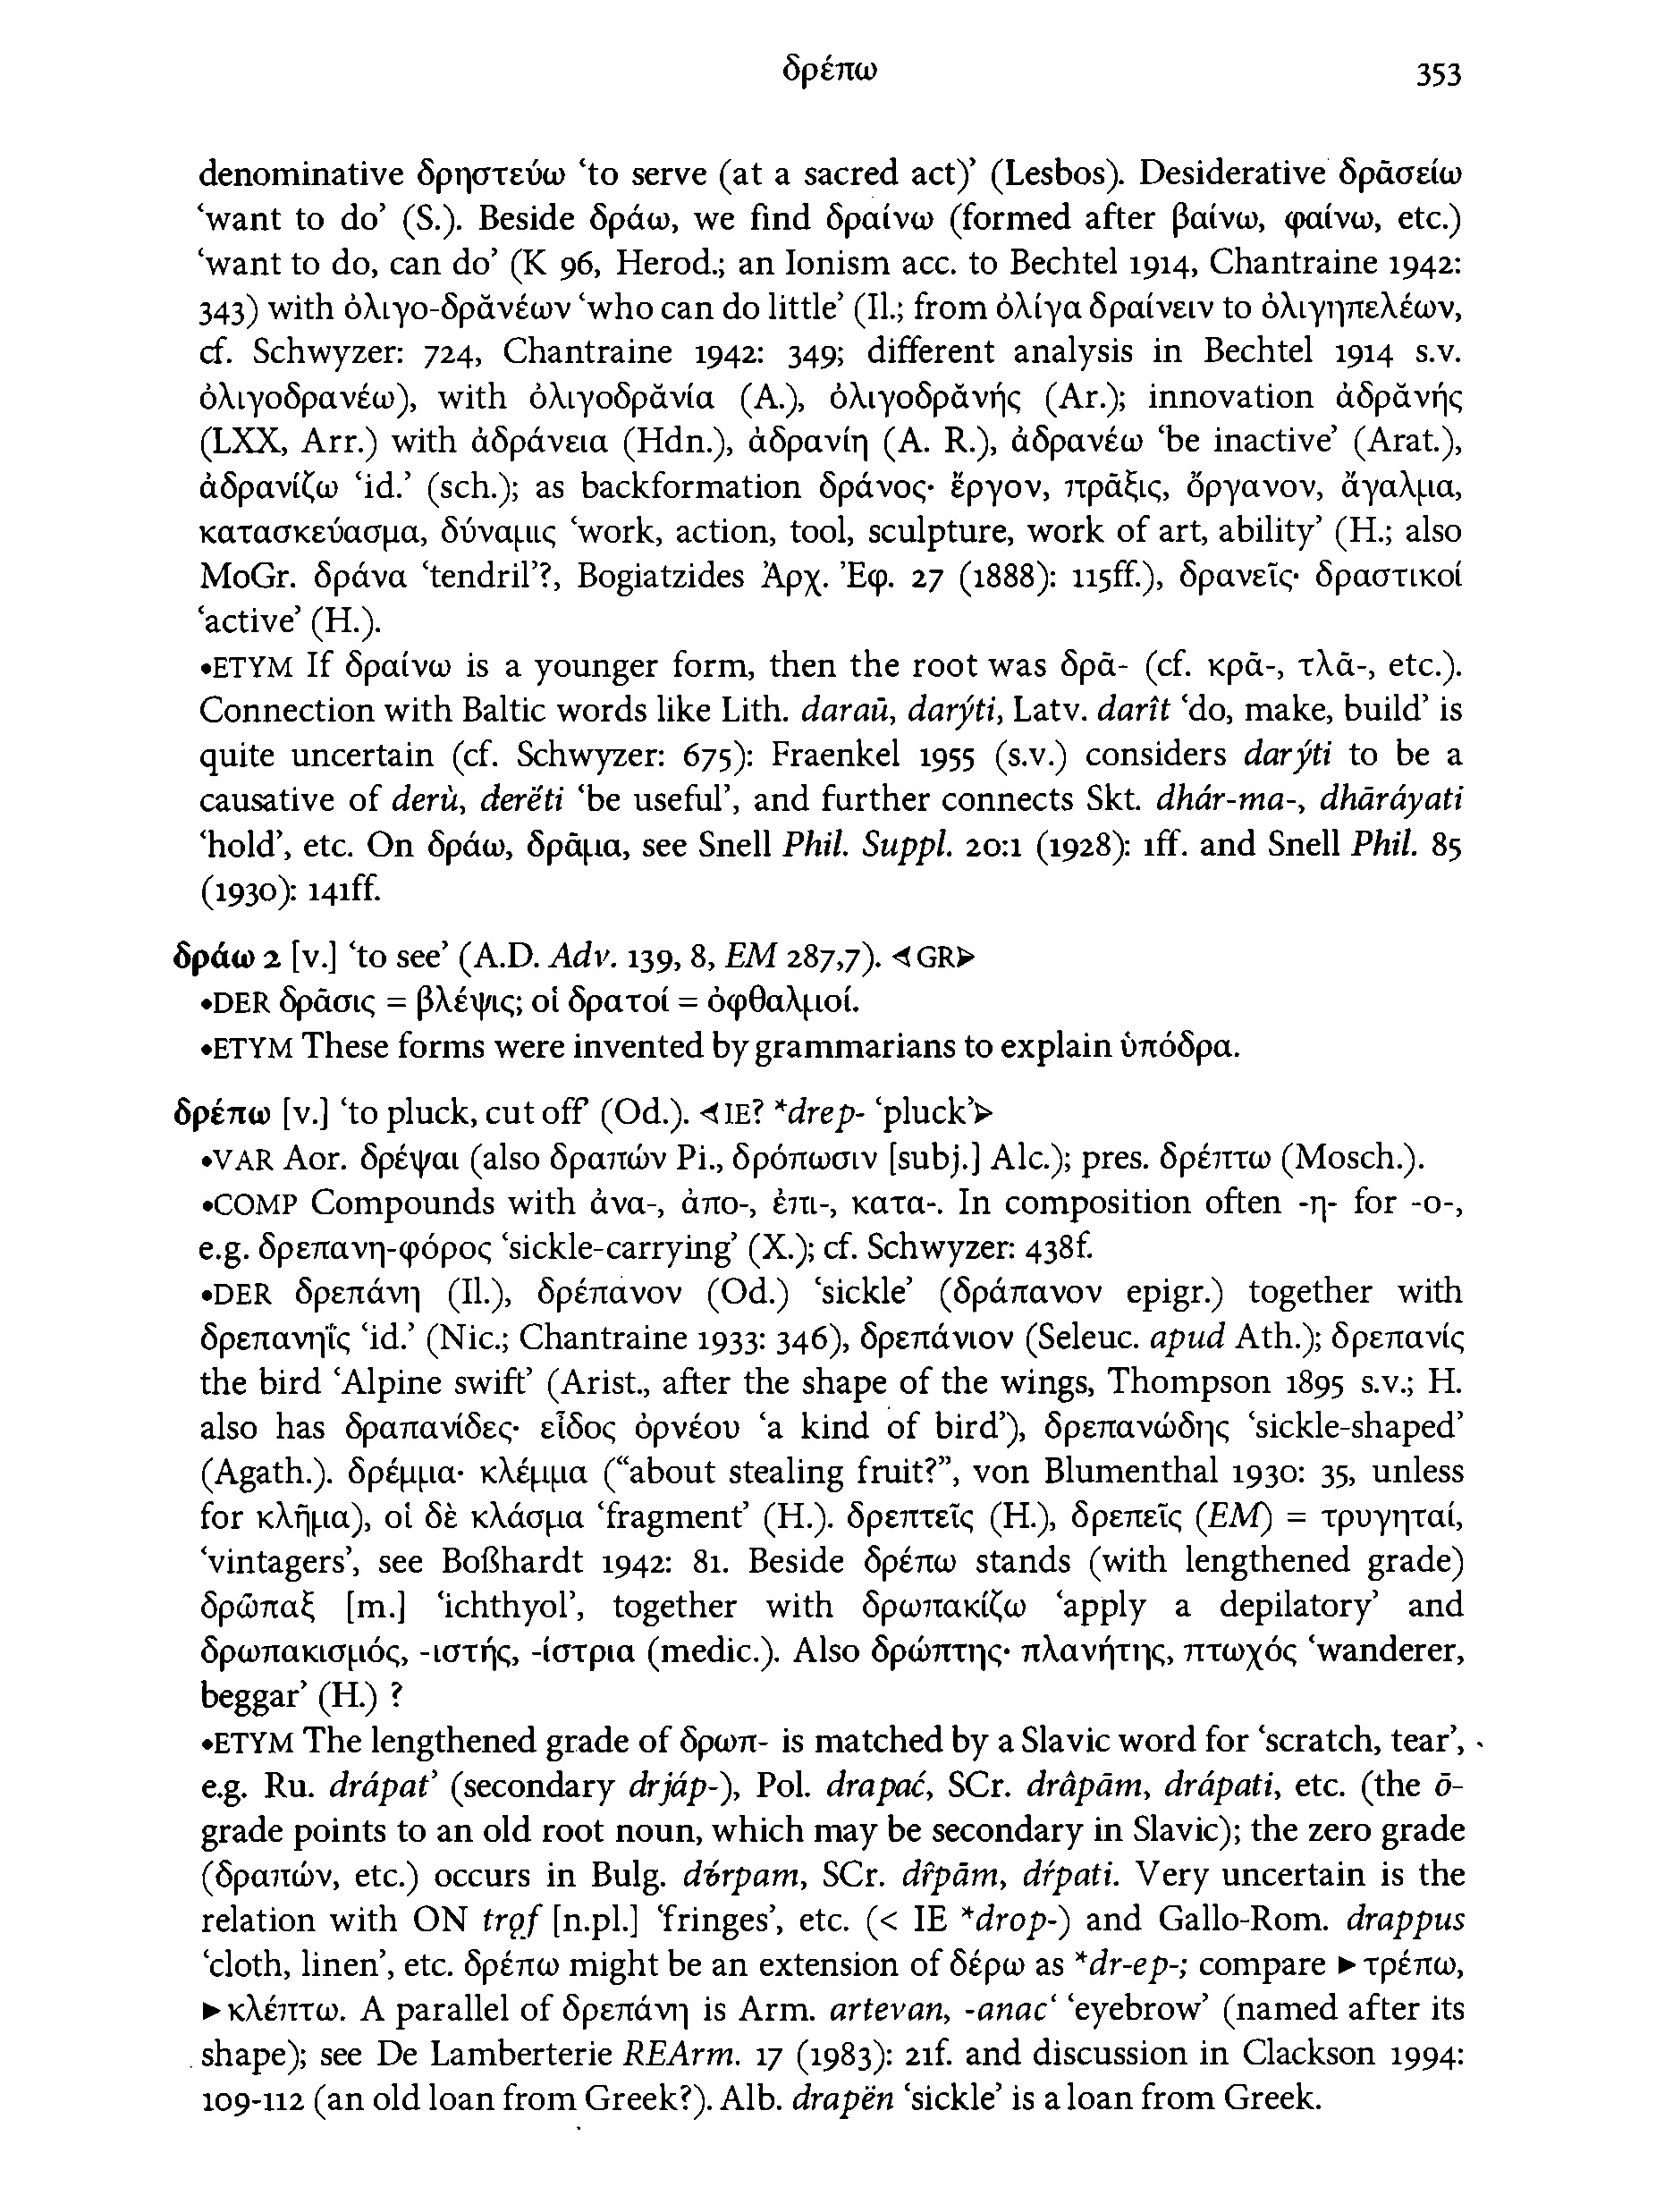 δρέπω 353
denominative δρηστεύω ‘to serve (at a sacred act)’ (Lesbos). Desiderative δρᾱσείω
‘want to do’ (S.). Beside δράω, we find δραίνω (formed after βαίνω, φαίνω, etc.)
‘want to do, can do’ (K 96, Herod.; an Ionism acc. to Bechtel 1914, Chantraine 1942:
343) with ὀλιγο-δρᾰνέων ‘who can do little’ (Il.; from ὀλίγα δραίνειν to ὀλιγηπελέων,
cf. Schwyzer: 724, Chantraine 1942: 349; different analysis in Bechtel 1914 s.v.
ὀλιγοδρανέω), with ὀλιγοδρᾰνία (A.), ὀλιγοδρᾰνής (Ar.); innovation ἀδρᾰνής
(LXX, Arr.) with ἀδράνεια (Hdn.), ἀδρανίη (A. R.), ἀδρανέω ‘be inactive’ (Arat.),
ἀδρανίζω ‘id.’ (sch.); as backformation δράνος· ἔργον, πρᾶξις, ὄργανον, ἄγαλμα,
κατασκεύασμα, δύναμις ‘work, action, tool, sculpture, work of art, ability’ (H.; also
MoGr. δράνα ‘tendril’?, Bogiatzides Ἀρχ. Ἐφ. 27 (1888): 115ff.), δρανεῖς· δραστικοί
‘active’ (H.).
•ETYM If δραίνω is a younger form, then the root was δρᾱ- (cf. κρᾱ-, τλᾱ-, etc.).
Connection with Baltic words like Lith. daraũ, darýti, Latv. darît ‘do, make, build’ is
quite uncertain (cf. Schwyzer: 675): Fraenkel 1955 (s.v.) considers darýti to be a
causative of derù, derė́ti ‘be useful’, and further connects Skt. dhár-ma-, dhāráyati
‘hold’, etc. On δράω, δρᾶμα, see Snell Phil. Suppl. 20:1 (1928): 1ff. and Snell Phil. 85
(1930): 141ff.
δράω 2 [v.] ‘to see’ (A.D. Adv. 139, 8, EM 287,7). ⊲GR⊳
•DER δρᾶσις = βλέψις; οἱ δρατοί = ὀφθαλμοί.
•ETYM These forms were invented by grammarians to explain ὑπόδρα.
δρέπω [v.] ‘to pluck, cut off’ (Od.). ⊲IE? *drep- ‘pluck’⊳
•VAR Aor. δρέψαι (also δραπών Pi., δρόπωσιν [subj.] Alc.); pres. δρέπτω (Mosch.).
•COMP Compounds with ἀνα-, ἀπο-, ἐπι-, κατα-. In composition often -η- for -ο-,
e.g. δρεπανη-φόρος ‘sickle-carrying’ (X.); cf. Schwyzer: 438f.
•DER δρεπάνη (Il.), δρέπανον (Od.) ‘sickle’ (δράπανον epigr.) together with
δρεπανηΐς ‘id.’ (Nic.; Chantraine 1933: 346), δρεπάνιον (Seleuc. apud Ath.); δρεπανίς
the bird ‘Alpine swift’ (Arist., after the shape of the wings, Thompson 1895 s.v.; H.
also has δραπανίδες· εἶδος ὀρνέου ‘a kind of bird’), δρεπανώδης ‘sickle-shaped’
(Agath.). δρέμμα· κλέμμα (“about stealing fruit?”, von Blumenthal 1930: 35, unless
for κλῆμα), οἱ δὲ κλάσμα ‘fragment’ (H.). δρεπτεῖς (H.), δρεπεῖς (EM) = τρυγηταί,
‘vintagers’, see Boßhardt 1942: 81. Beside δρέπω stands (with lengthened grade)
δρῶπαξ [m.] ‘ichthyol’, together with δρωπακίζω ‘apply a depilatory’ and
δρωπακισμός, -ιστής, -ίστρια (medic.). Also δρώπτης· πλανήτης, πτωχός ‘wanderer,
beggar’ (H.) ?
•ETYM The lengthened grade of δρωπ- is matched by a Slavic word for ‘scratch, tear’,
e.g. Ru. drápat’ (secondary drjáp-), Pol. drapać, SCr. drȃpām, drápati, etc. (the ō-
grade points to an old root noun, which may be secondary in Slavic); the zero grade
(δραπών, etc.) occurs in Bulg. dъ́rpam, SCr. dȓpām, dŕpati. Very uncertain is the
relation with ON trǫf [n.pl.] ‘fringes’, etc. (< IE *drop-) and Gallo-Rom. drappus
‘cloth, linen’, etc. δρέπω might be an extension of δέρω as *dr-ep-; compare ►τρέπω,
►κλέπτω. A parallel of δρεπάνη is Arm. artevan, -anac‘ ‘eyebrow’ (named after its
shape); see De Lamberterie REArm. 17 (1983): 21f. and discussion in Clackson 1994:
109-112 (an old loan from Greek?). Alb. drapën ‘sickle’ is a loan from Greek.